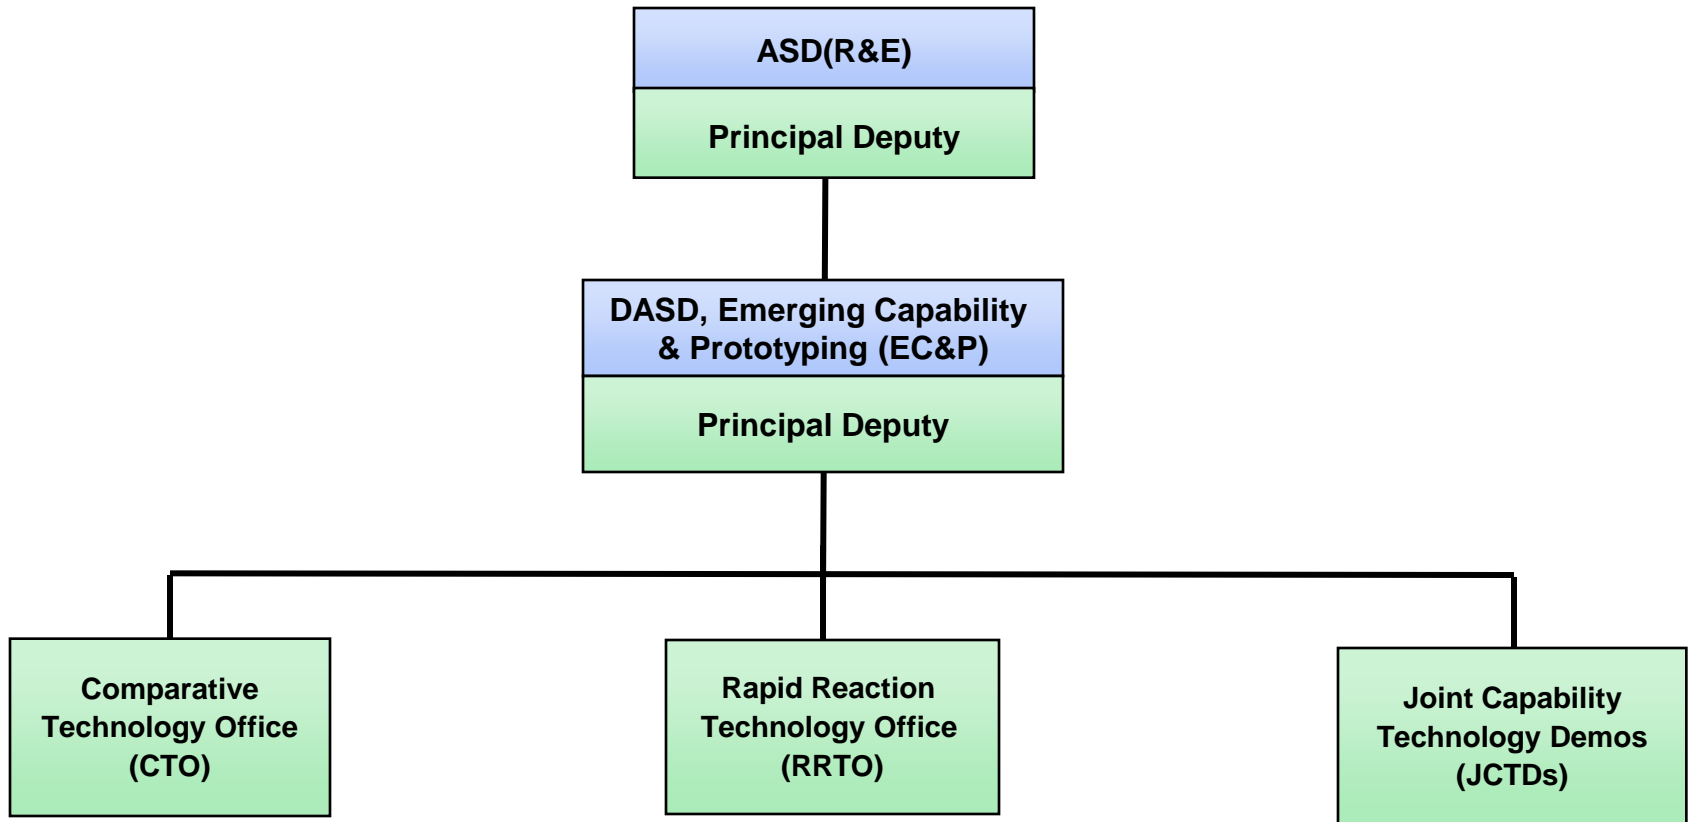 ASD(R&E)
Principal Deputy
DASD, Emerging Capability
& Prototyping (EC&P)
Principal Deputy
Comparative
Technology Office
(CTO)
Rapid Reaction
Technology Office
(RRTO)
Joint Capability
Technology Demos
(JCTDs)